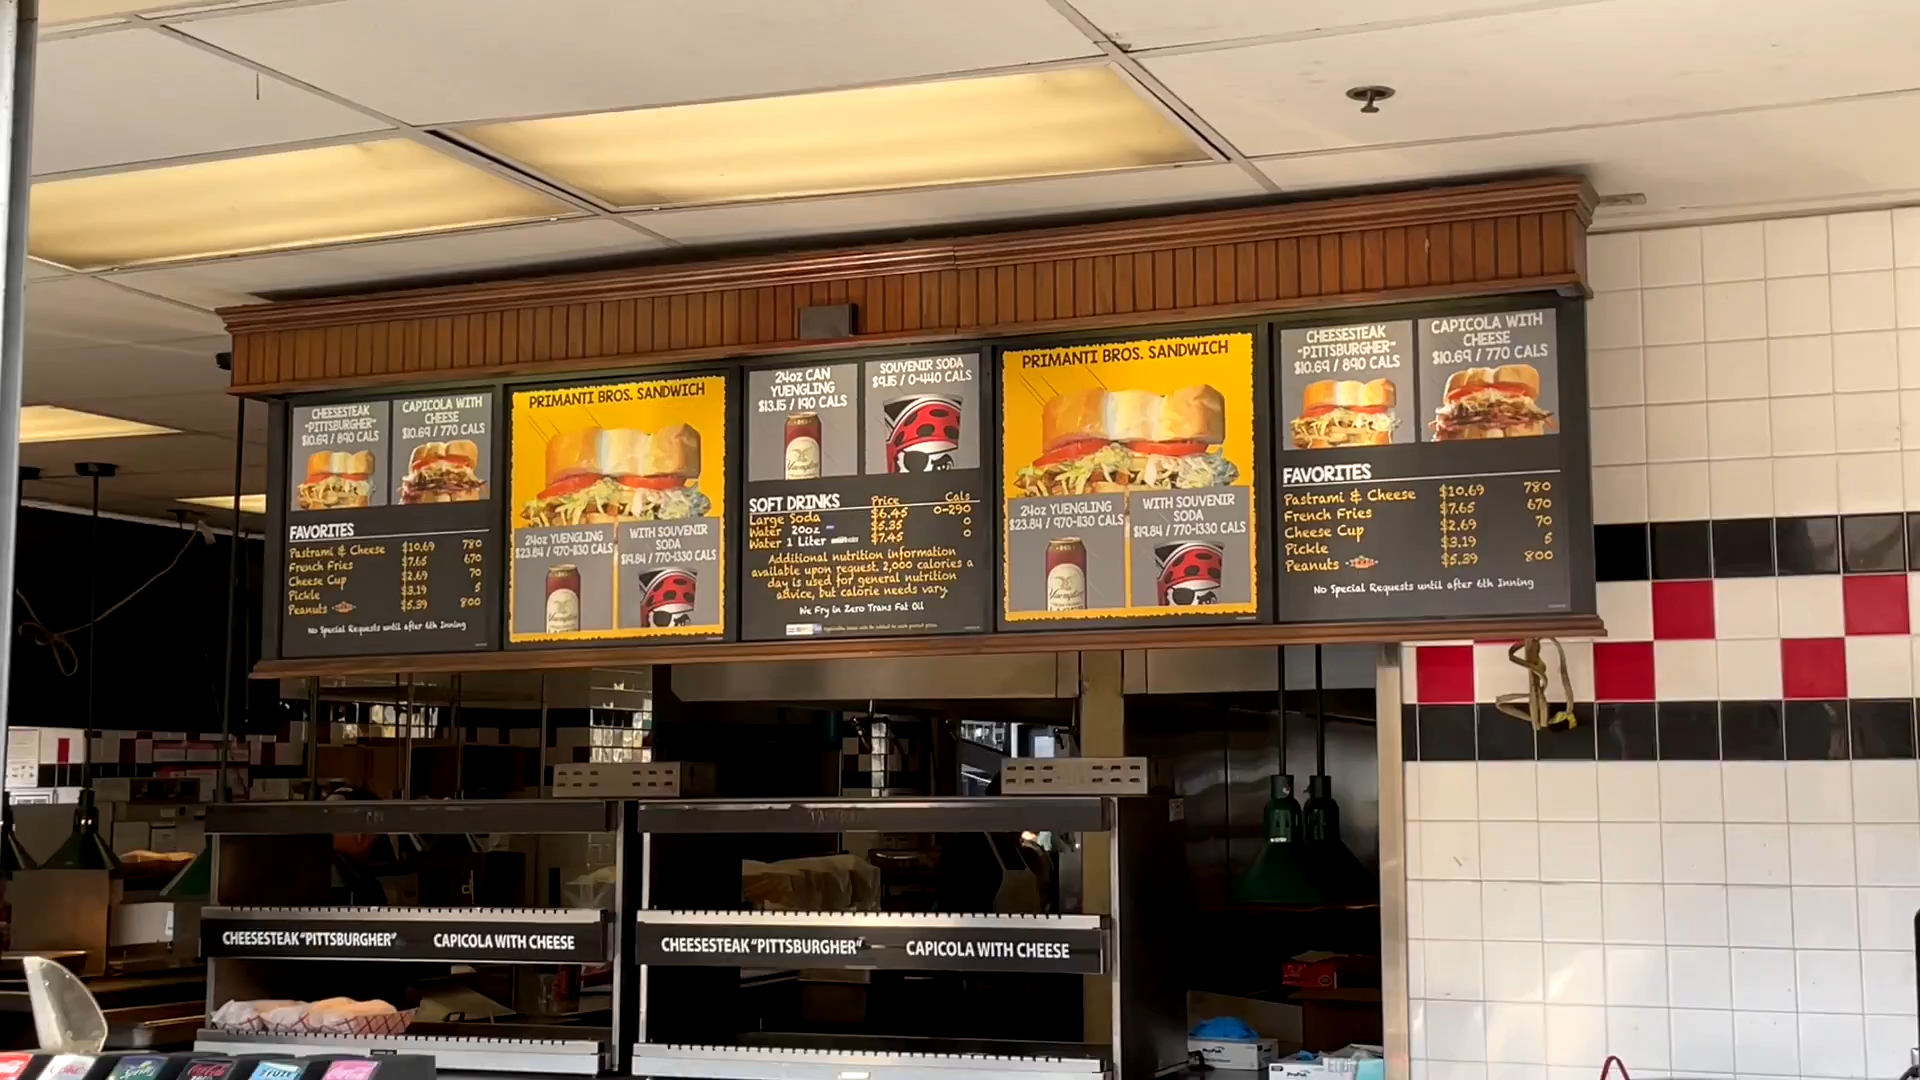 CHEESESTEAK
"PITTSBURGHER"
$10.69 / 890 CALS
CAPICOLA WITH
CHEESE
$10.69 / 770 CALS
FAVORITES
Pastrami & Cheese $10.69 780
French Fries $7.65 670
Cheese Cup $2.69 70
Pickle $3.19 5
Peanuts $5.39 800
No Special Requests until after 6th Inning
PRIMANTI BROS. SANDWICH
24oz YUENGLING
$23.84 / 970-1130 CALS
WITH SOUVENIR
SODA
$19.84 / 770-1330 CALS
24oz CAN
YUENGLING
$13.15 / 190 CALS
SOUVENIR SODA
$9.15 / 0-440 CALS
SOFT DRINKS Price Cals
Large Soda $6.45 0-290
Water 20oz $5.35 0
Water 1 Liter $7.45 0
Additional nutrition information
available upon request. 2,000 calories a
day is used for general nutrition
advice, but calorie needs vary.
We Fry in Zero Trans Fat Oil
PRIMANTI BROS. SANDWICH
24oz YUENGLING
$23.84 / 970-1130 CALS
WITH SOUVENIR
SODA
$19.84 / 770-1330 CALS
CHEESESTEAK
"PITTSBURGHER"
$10.69 / 890 CALS
CAPICOLA WITH
CHEESE
$10.69 / 770 CALS
FAVORITES
Pastrami & Cheese $10.69 780
French Fries $7.65 670
Cheese Cup $2.69 70
Pickle $3.19 5
Peanuts $5.39 800
No Special Requests until after 6th Inning
CHEESESTEAK "PITTSBURGHER" CAPICOLA WITH CHEESE
CHEESESTEAK "PITTSBURGHER" CAPICOLA WITH CHEESE